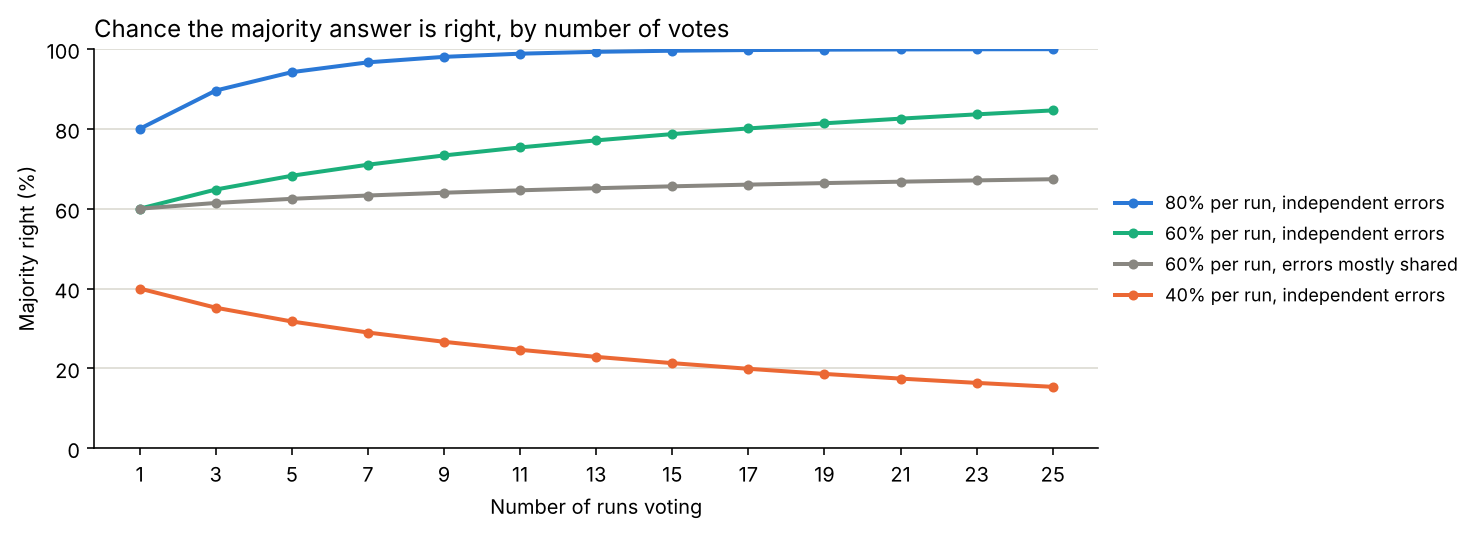 Chance the majority answer is right, by number of votes
Majority right (%)
100
80
60
40
20
0
1 3 5 7 9 11 13 15 17 19 21 23 25
Number of runs voting
80% per run, independent errors
60% per run, independent errors
60% per run, errors mostly shared
40% per run, independent errors